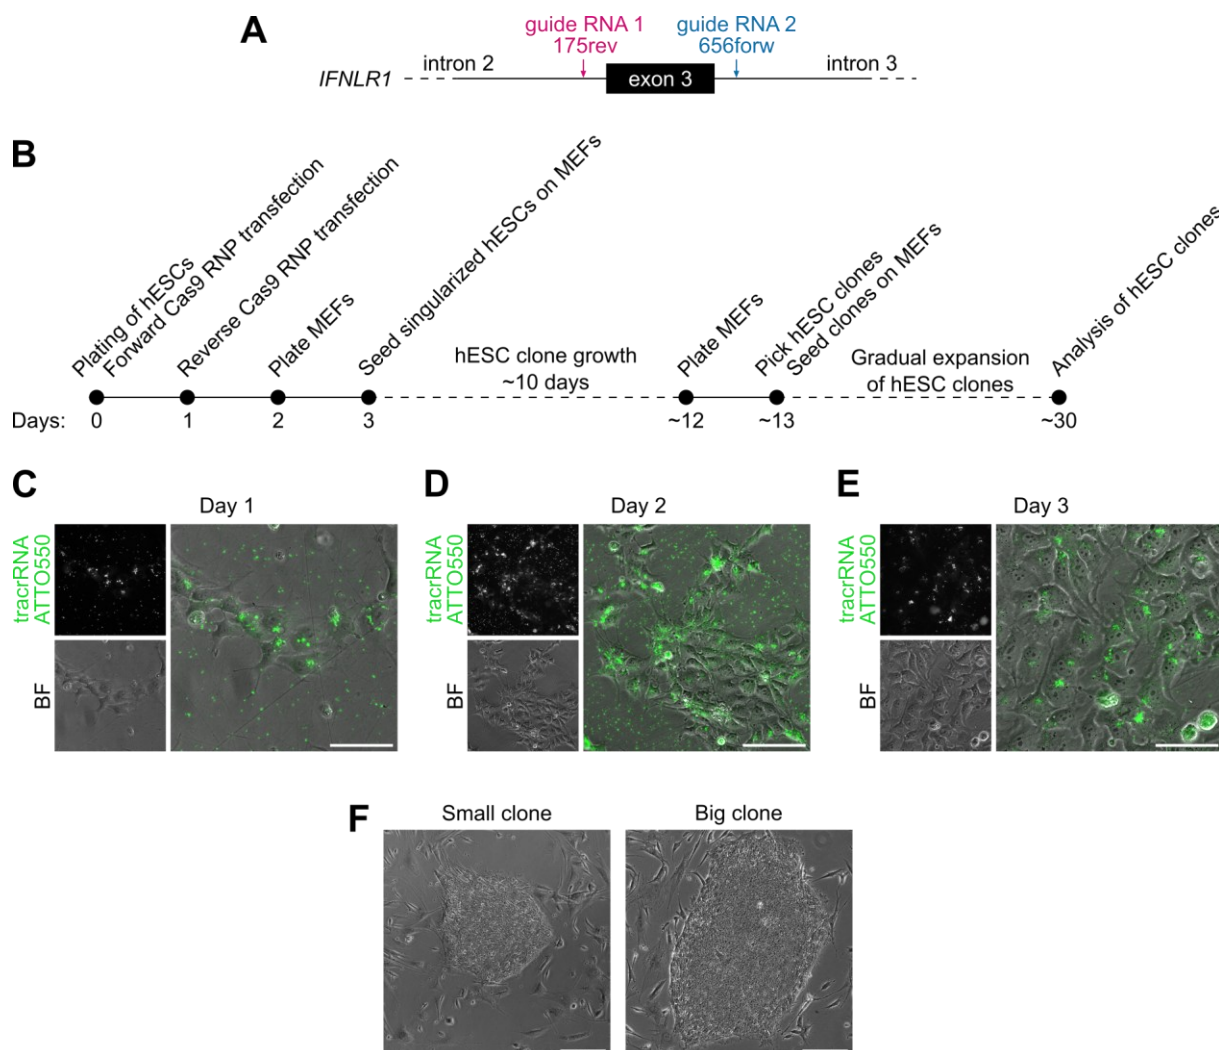 A
guide RNA 1
175rev
guide RNA 2
656forw
IFNLR1
intron 2
exon 3
intron 3
B
Plating of hESCs
Forward Cas9 RNP transfection
Reverse Cas9 RNP transfection
Plate MEFs
Seed singularized hESCs on MEFs
hESC clone growth
~10 days
Plate MEFs
Pick hESC clones
Seed clones on MEFs
Gradual expansion
of hESC clones
Analysis of hESC clones
Days: 0 1 2 3 ~12 ~13 ~30
C
Day 1
tracrRNA
ATTO550
BF
D
Day 2
tracrRNA
ATTO550
BF
E
Day 3
tracrRNA
ATTO550
BF
F
Small clone
Big clone